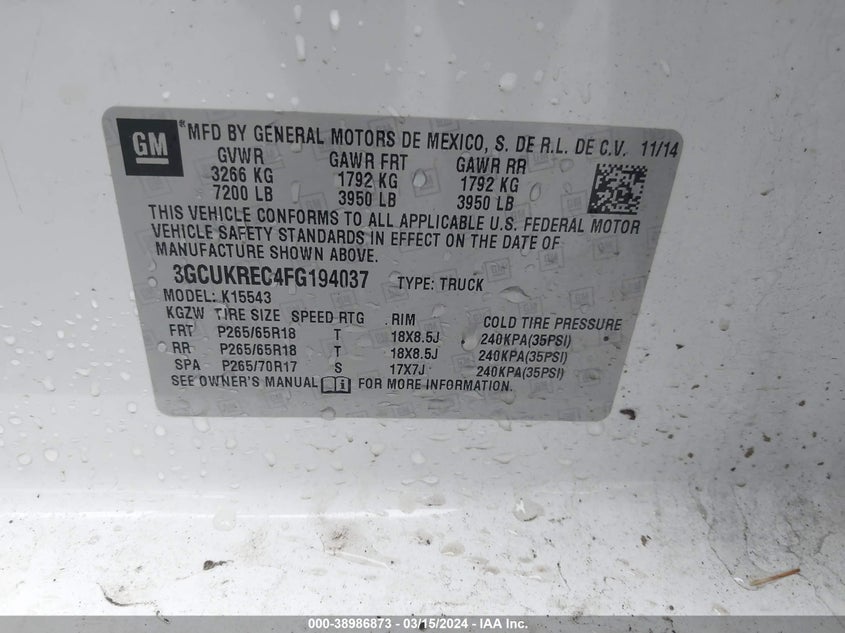 GM *MFD BY GENERAL MOTORS DE MEXICO, S. DE R.L. DE C.V. 11/14
GVWR GAWR FRT GAWR RR
3266 KG 1792 KG 1792 KG
7200 LB 3950 LB 3950 LB
THIS VEHICLE CONFORMS TO ALL APPLICABLE U.S. FEDERAL MOTOR
VEHICLE SAFETY STANDARDS IN EFFECT ON THE DATE OF
MANUFACTURE SHOWN ABOVE.
3GCUKREC4FG194037 TYPE: TRUCK
MODEL: K15543
KGZW TIRE SIZE SPEED RTG RIM COLD TIRE PRESSURE
FRT P265/65R18 T 18X8.5J 240KPA(35PSI)
RR P265/65R18 T 18X8.5J 240KPA(35PSI)
SPA P265/70R17 S 17X7J 240KPA(35PSI)
SEE OWNER'S MANUAL FOR MORE INFORMATION.
000-38986873 - 03/15/2024 - IAA Inc.